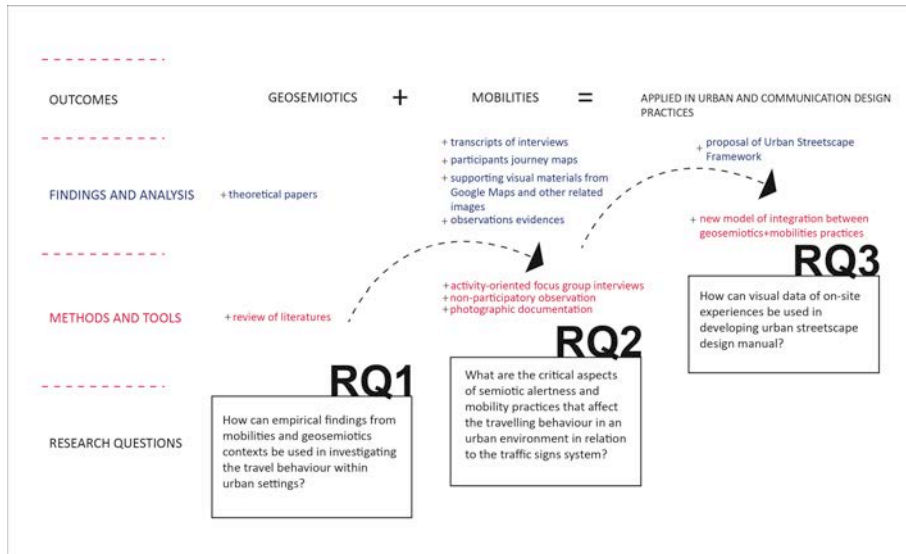 OUTCOMES
GEOSEMIOTICS
+
MOBILITIES
=
APPLIED IN URBAN AND COMMUNICATION DESIGN
PRACTICES
FINDINGS AND ANALYSIS
+ theoretical papers
+ transcripts of interviews
+ participants journey maps
+ supporting visual materials from
Google Maps and other related
images
+ observations evidences
+ proposal of Urban Streetscape
Framework
METHODS AND TOOLS
+ review of literatures
+ activity-oriented focus group interviews
+ non-participatory observation
+ photographic documentation
+ new model of integration between
geosemiotics+mobilities practices
RESEARCH QUESTIONS
RQ1
How can empirical findings from
mobilities and geosemiotics
contexts be used in investigating
the travel behaviour within
urban settings?
RQ2
What are the critical aspects
of semiotic alertness and
mobility practices that affect
the travelling behaviour in an
urban environment in relation
to the traffic signs system?
RQ3
How can visual data of on-site
experiences be used in
developing urban streetscape
design manual?